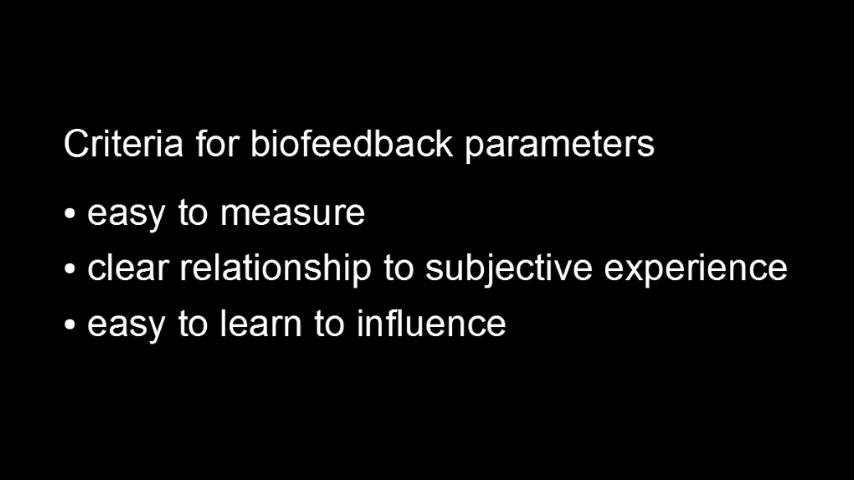 Criteria for biofeedback parameters
• easy to measure
• clear relationship to subjective experience
• easy to learn to influence